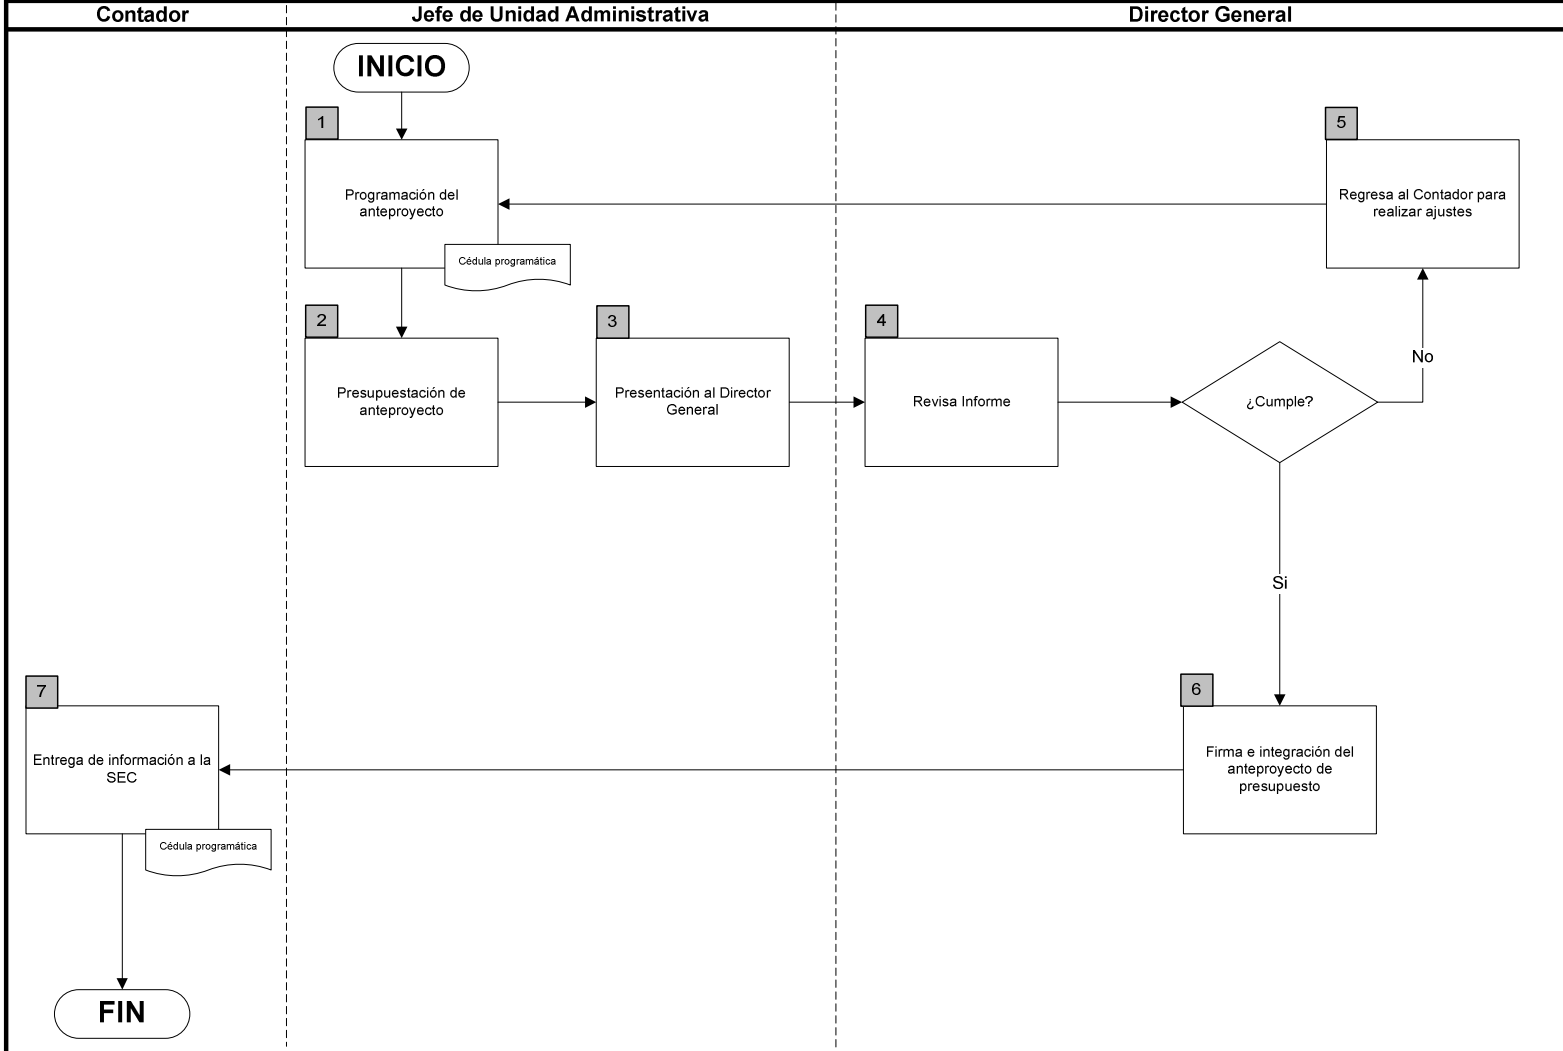 Contador
Jefe de Unidad Administrativa
Director General
INICIO
1
Programación del
anteproyecto
Cédula programática
2
Presupuestación de
anteproyecto
3
Presentación al Director
General
4
Revisa Informe
¿Cumple?
No
5
Regresa al Contador para
realizar ajustes
Si
6
Firma e integración del
anteproyecto de
presupuesto
7
Entrega de información a la
SEC
Cédula programática
FIN